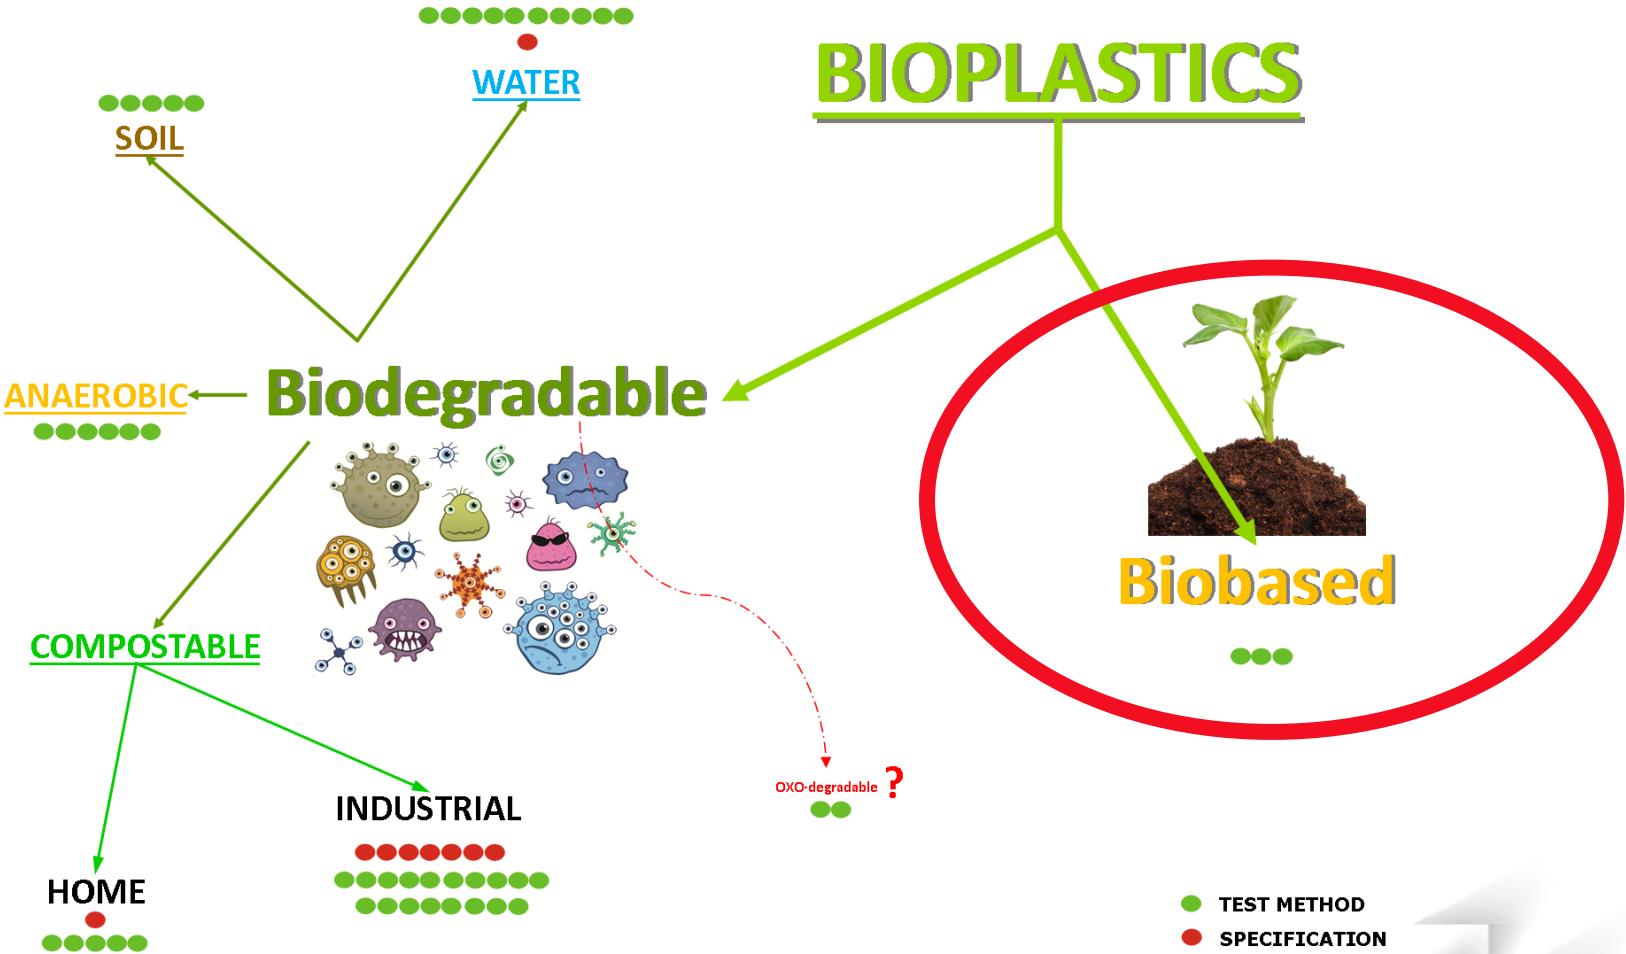 WATER
BIOPLASTICS
SOIL
ANAEROBIC
Biodegradable
Biobased
COMPOSTABLE
OXO-degradable ?
INDUSTRIAL
HOME
TEST METHOD
SPECIFICATION